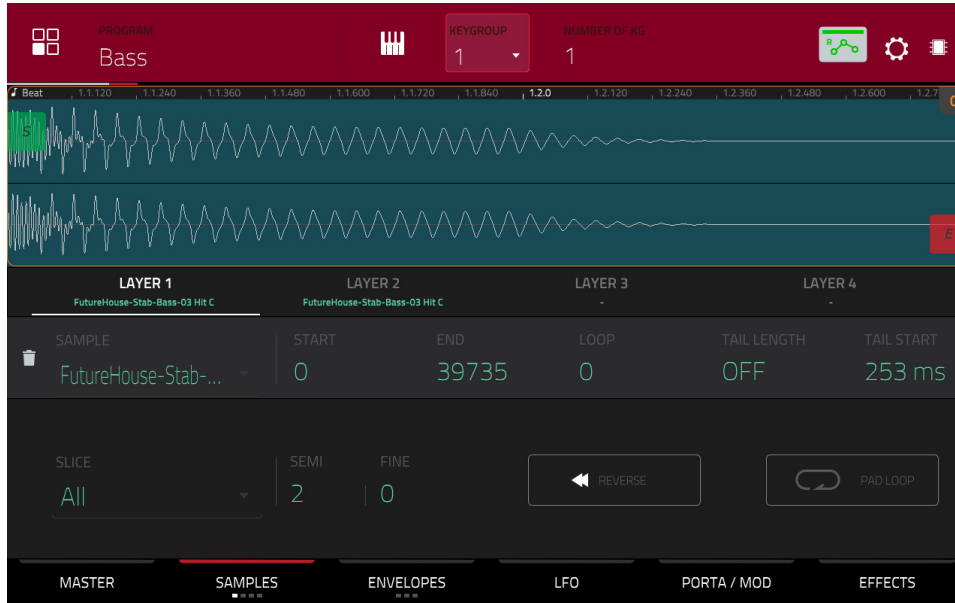 PROGRAM KEYGROUP NUMBER OF KG
Bass 1 1
R
Beat 1.1.120 1.1.240 1.1.360 1.1.480 1.1.600 1.1.720 1.1.840 1.2.0 1.2.120 1.2.240 1.2.360 1.2.480 1.2.600
S
E
LAYER 1 LAYER 2 LAYER 3 LAYER 4
FutureHouse-Stab-Bass-03 Hit C FutureHouse-Stab-Bass-03 Hit C - -
SAMPLE START END LOOP TAIL LENGTH TAIL START
FutureHouse-Stab-... 0 39735 0 OFF 253 ms
SLICE SEMI FINE
All 2 0 REVERSE PAD LOOP
MASTER SAMPLES ENVELOPES LFO PORTA / MOD EFFECTS